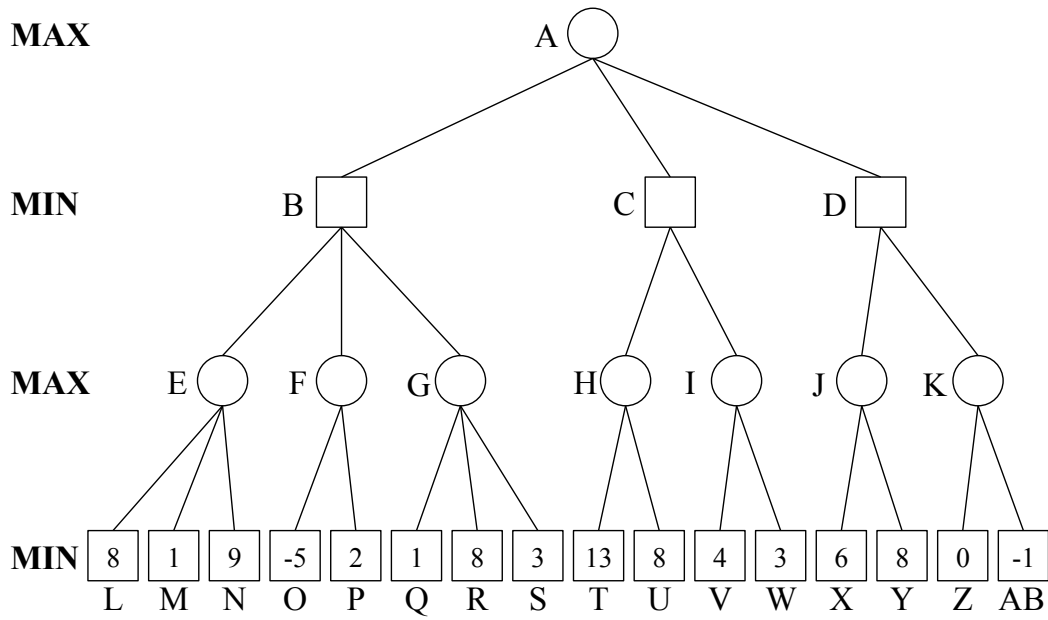 MAX A
MIN B C D
MAX E F G H I J K
MIN 8 1 9 -5 2 1 8 3 13 8 4 3 6 8 0 -1
L M N O P Q R S T U V W X Y Z AB